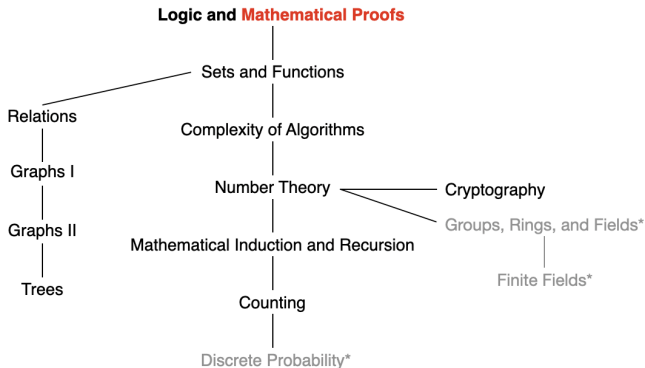 Logic and Mathematical Proofs
Sets and Functions
Relations
Complexity of Algorithms
Graphs I
Number Theory
Cryptography
Groups, Rings, and Fields*
Graphs II
Mathematical Induction and Recursion
Finite Fields*
Trees
Counting
Discrete Probability*